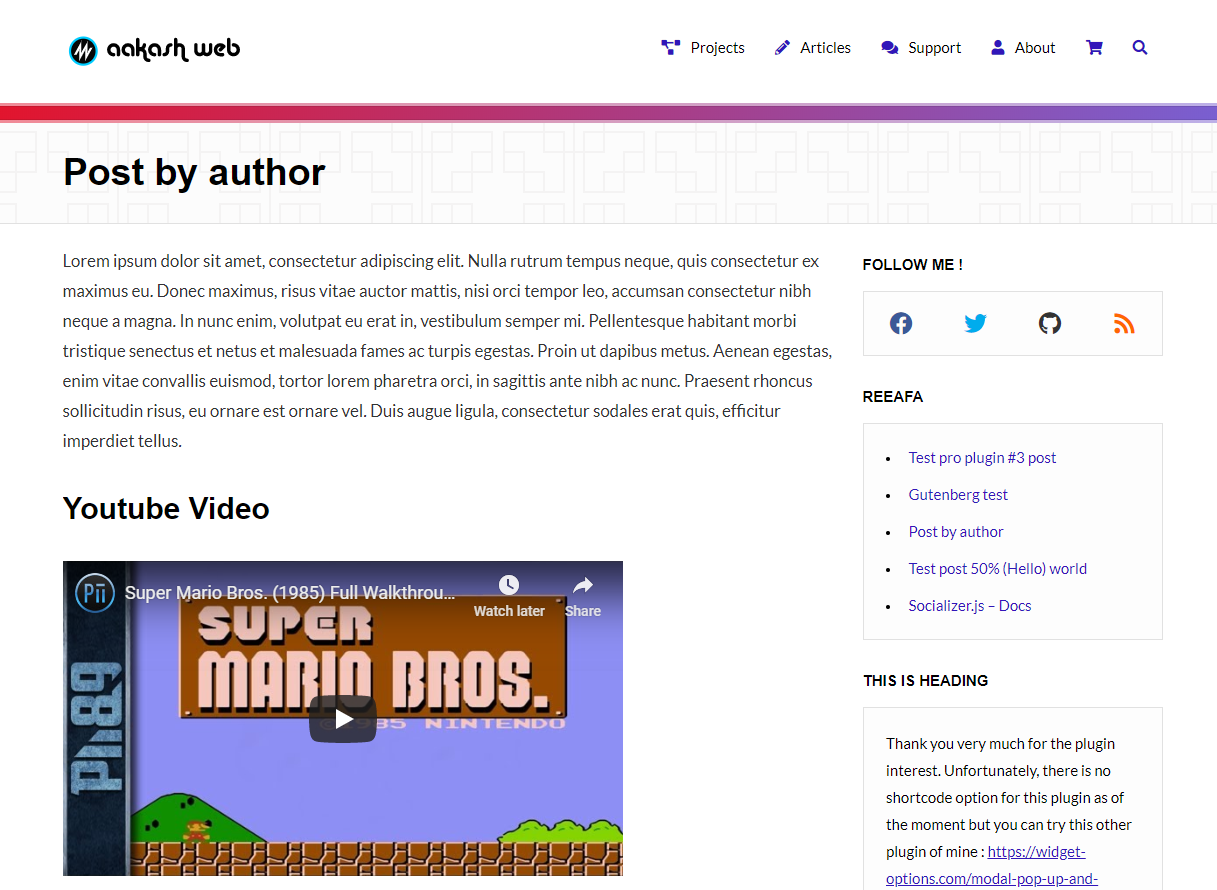 aakash web
Projects
Articles
Support
About
Post by author
Lorem ipsum dolor sit amet, consectetur adipiscing elit. Nulla rutrum tempus neque, quis consectetur ex
maximus eu. Donec maximus, risus vitae auctor mattis, nisi orci tempor leo, accumsan consectetur nibh
neque a magna. In nunc enim, volutpat eu erat in, vestibulum semper mi. Pellentesque habitant morbi
tristique senectus et netus et malesuada fames ac turpis egestas. Proin ut dapibus metus. Aenean egestas,
enim vitae convallis euismod, tortor lorem pharetra orci, in sagittis ante nibh ac nunc. Praesent rhoncus
sollicitudin risus, eu ornare est ornare vel. Duis augue ligula, consectetur sodales erat quis, efficitur
imperdiet tellus.
Youtube Video
Pii
Super Mario Bros. (1985) Full Walkthrou...
Watch later
Share
SUPER
MARIO BROS.
©1985 NINTENDO
PII89
FOLLOW ME !
REEAFA
Test pro plugin #3 post
Gutenberg test
Post by author
Test post 50% (Hello) world
Socializer.js – Docs
THIS IS HEADING
Thank you very much for the plugin
interest. Unfortunately, there is no
shortcode option for this plugin as of
the moment but you can try this other
plugin of mine : https://widget-
options.com/modal-pop-up-and-